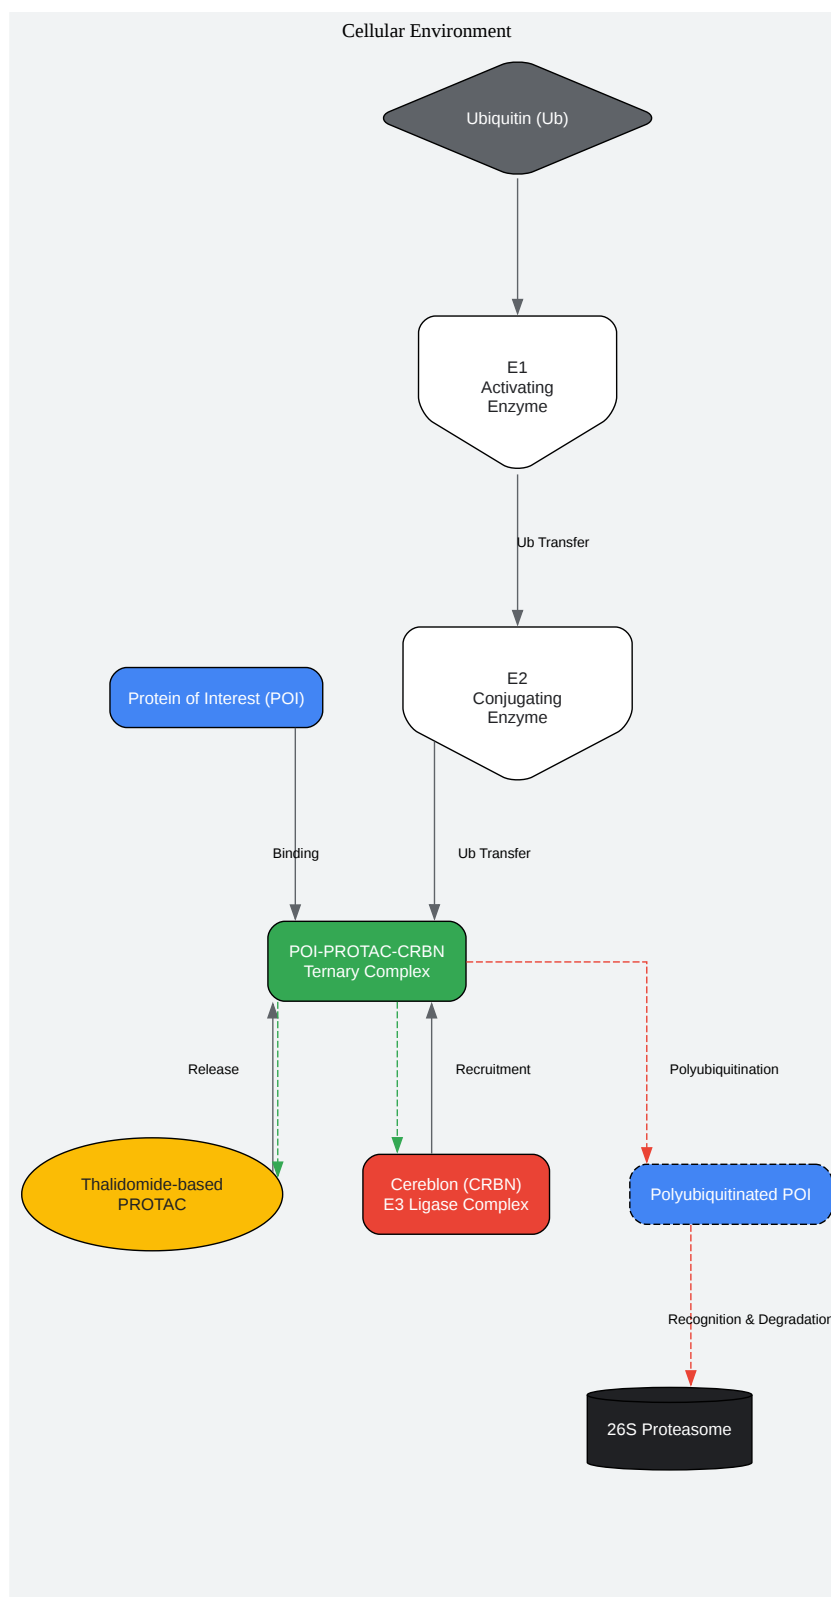 Cellular Environment
Ubiquitin (Ub)
E1
Activating
Enzyme
Ub Transfer
E2
Conjugating
Enzyme
Protein of Interest (POI)
Binding
Ub Transfer
POI-PROTAC-CRBN
Ternary Complex
Release
Recruitment
Polyubiquitination
Thalidomide-based
PROTAC
Cereblon (CRBN)
E3 Ligase Complex
Polyubiquitinated POI
Recognition & Degradation
26S Proteasome